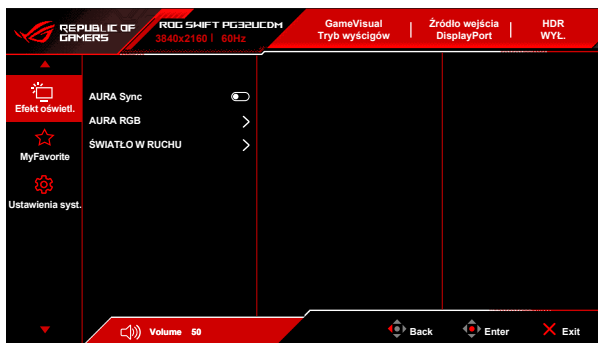 REPUBLIC OF
GAMERS
ROG SWIFT PG32UCDM
3840x2160 | 60Hz
GameVisual
Tryb wyścigów
Źródło wejścia
DisplayPort
HDR
WYŁ.
Efekt oświetl.
MyFavorite
Ustawienia syst.
AURA Sync
AURA RGB
ŚWIATŁO W RUCHU
Volume 50
Back
Enter
Exit